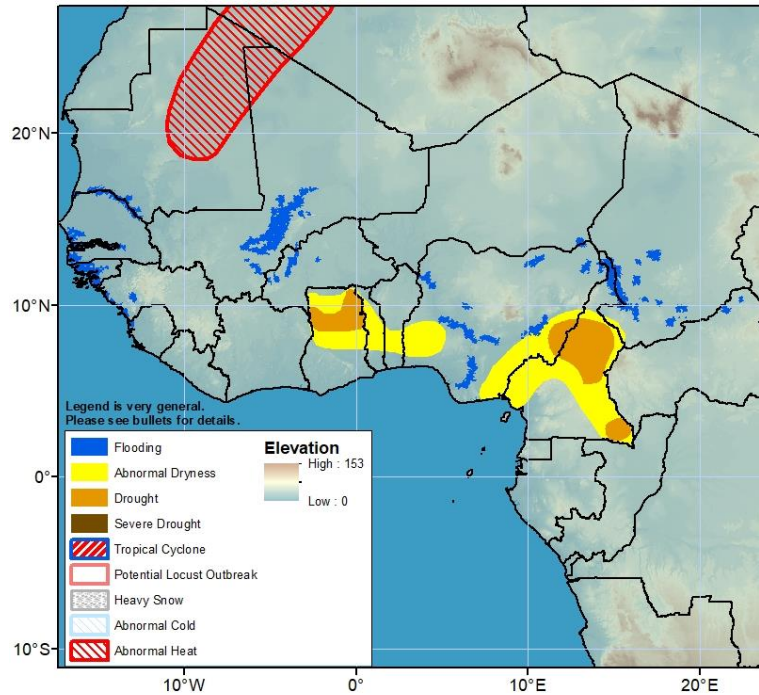 20°N
10°N
0°
10°S
10°W
0°
10°E
20°E
Legend is very general.
Please see bullets for details.
Flooding
Abnormal Dryness
Drought
Severe Drought
Tropical Cyclone
Potential Locust Outbreak
Heavy Snow
Abnormal Cold
Abnormal Heat
Elevation
High : 153
Low : 0